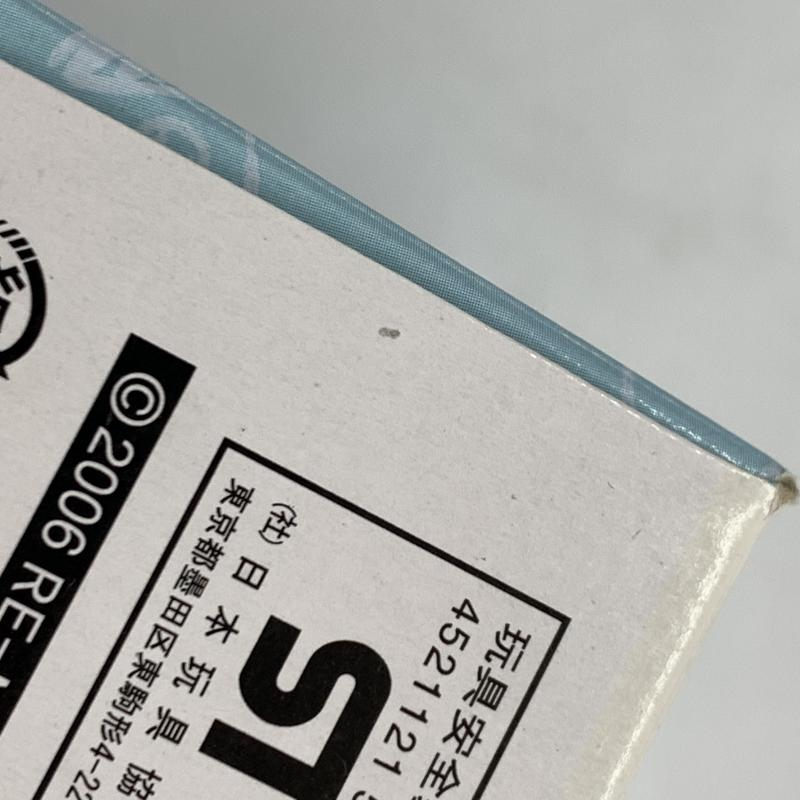 玩具安全
4521121
ST
(社)日本玩具協
東京都墨田区東駒形4-22
©2006 RE-